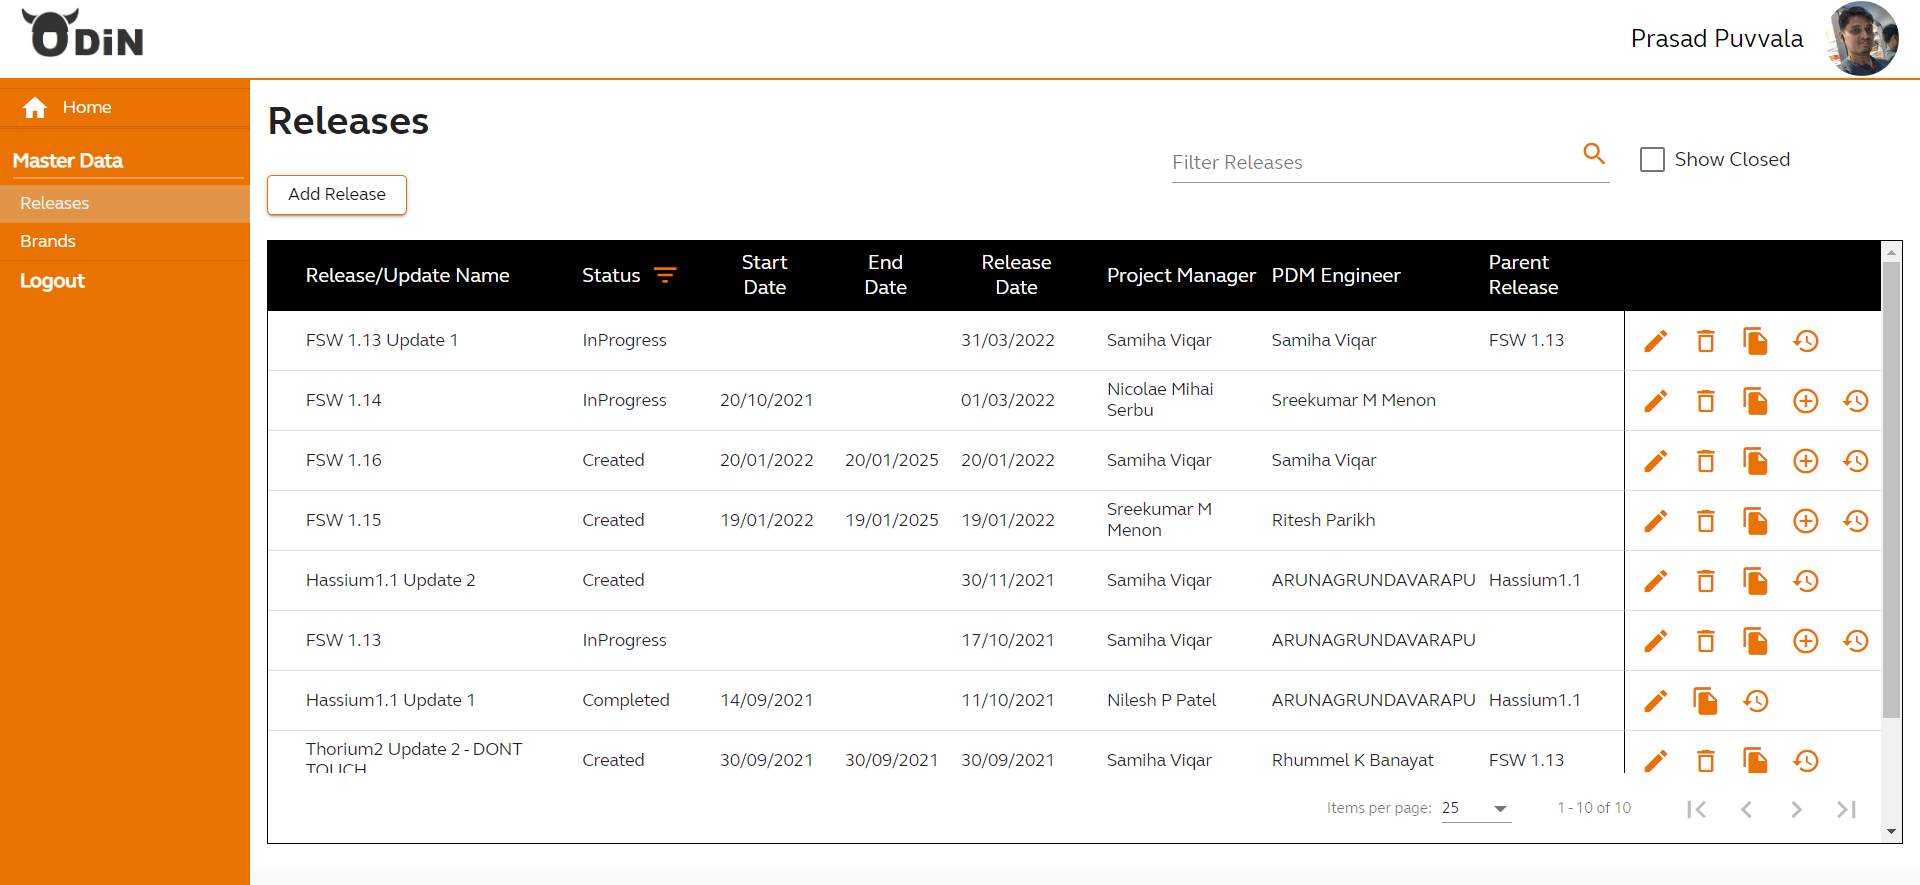 ODiN
Prasad Puvvala
Home
Master Data
Releases
Brands
Logout
Releases
Add Release
Filter Releases
Show Closed
Release/Update Name Status Start Date End Date Release Date Project Manager PDM Engineer Parent Release
FSW 1.13 Update 1 InProgress 31/03/2022 Samiha Viqar Samiha Viqar FSW 1.13
FSW 1.14 InProgress 20/10/2021 01/03/2022 Nicolae Mihai Serbu Sreekumar M Menon
FSW 1.16 Created 20/01/2022 20/01/2025 20/01/2022 Samiha Viqar Samiha Viqar
FSW 1.15 Created 19/01/2022 19/01/2025 19/01/2022 Sreekumar M Menon Ritesh Parikh
Hassium1.1 Update 2 Created 30/11/2021 Samiha Viqar ARUNAGRUNDAVARAPU Hassium1.1
FSW 1.13 InProgress 17/10/2021 Samiha Viqar ARUNAGRUNDAVARAPU
Hassium1.1 Update 1 Completed 14/09/2021 11/10/2021 Nilesh P Patel ARUNAGRUNDAVARAPU Hassium1.1
Thorium2 Update 2 - DONT TOUCH Created 30/09/2021 30/09/2021 30/09/2021 Samiha Viqar Rhummel K Banayat FSW 1.13
Items per page: 25 1 - 10 of 10